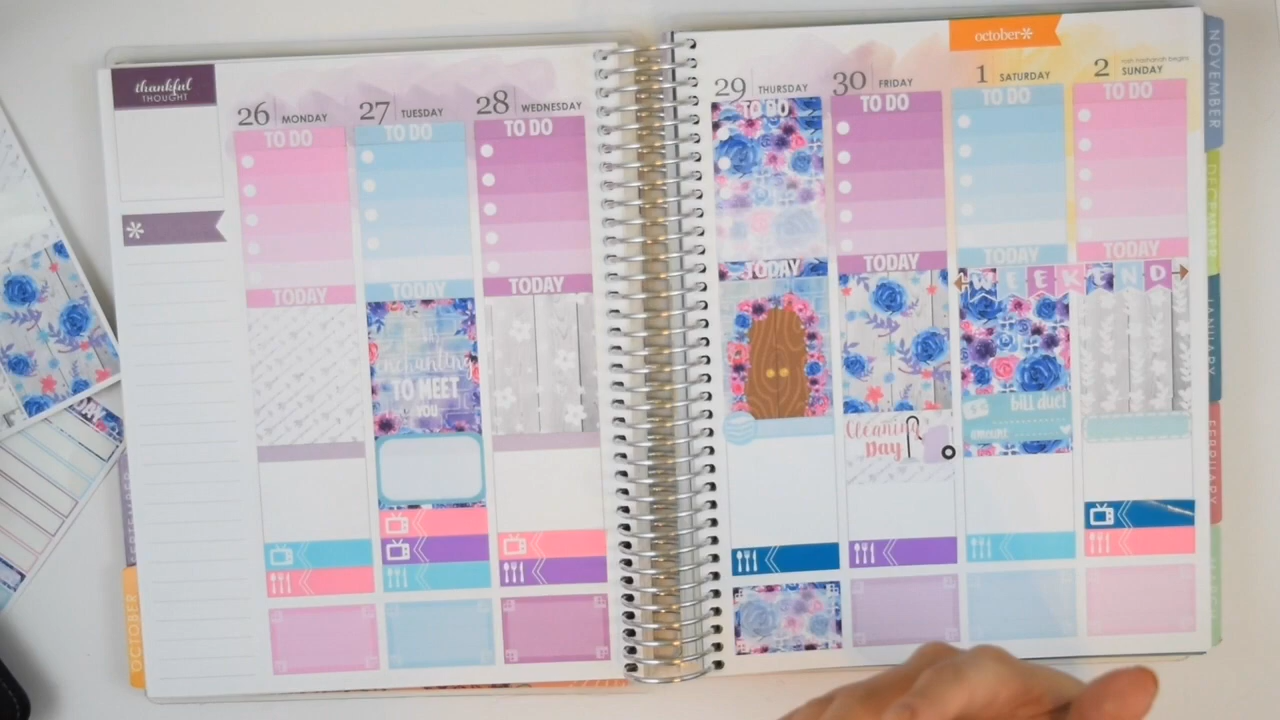 thankful
THOUGHT
26 MONDAY
27 TUESDAY
28 WEDNESDAY
29 THURSDAY
30 FRIDAY
october*
1 SATURDAY
2 SUNDAY
TO DO
TO DO
TO DO
TO DO
TO DO
TO DO
TO DO
TODAY
TODAY
TODAY
TODAY
TODAY
TODAY
TODAY
WEEKEND
enchanting
TO MEET
YOU
Cleaning
Day
bill due!
amount
NOVEMBER
DECEMBER
JANUARY
FEBRUARY
SEPTEMBER
OCTOBER